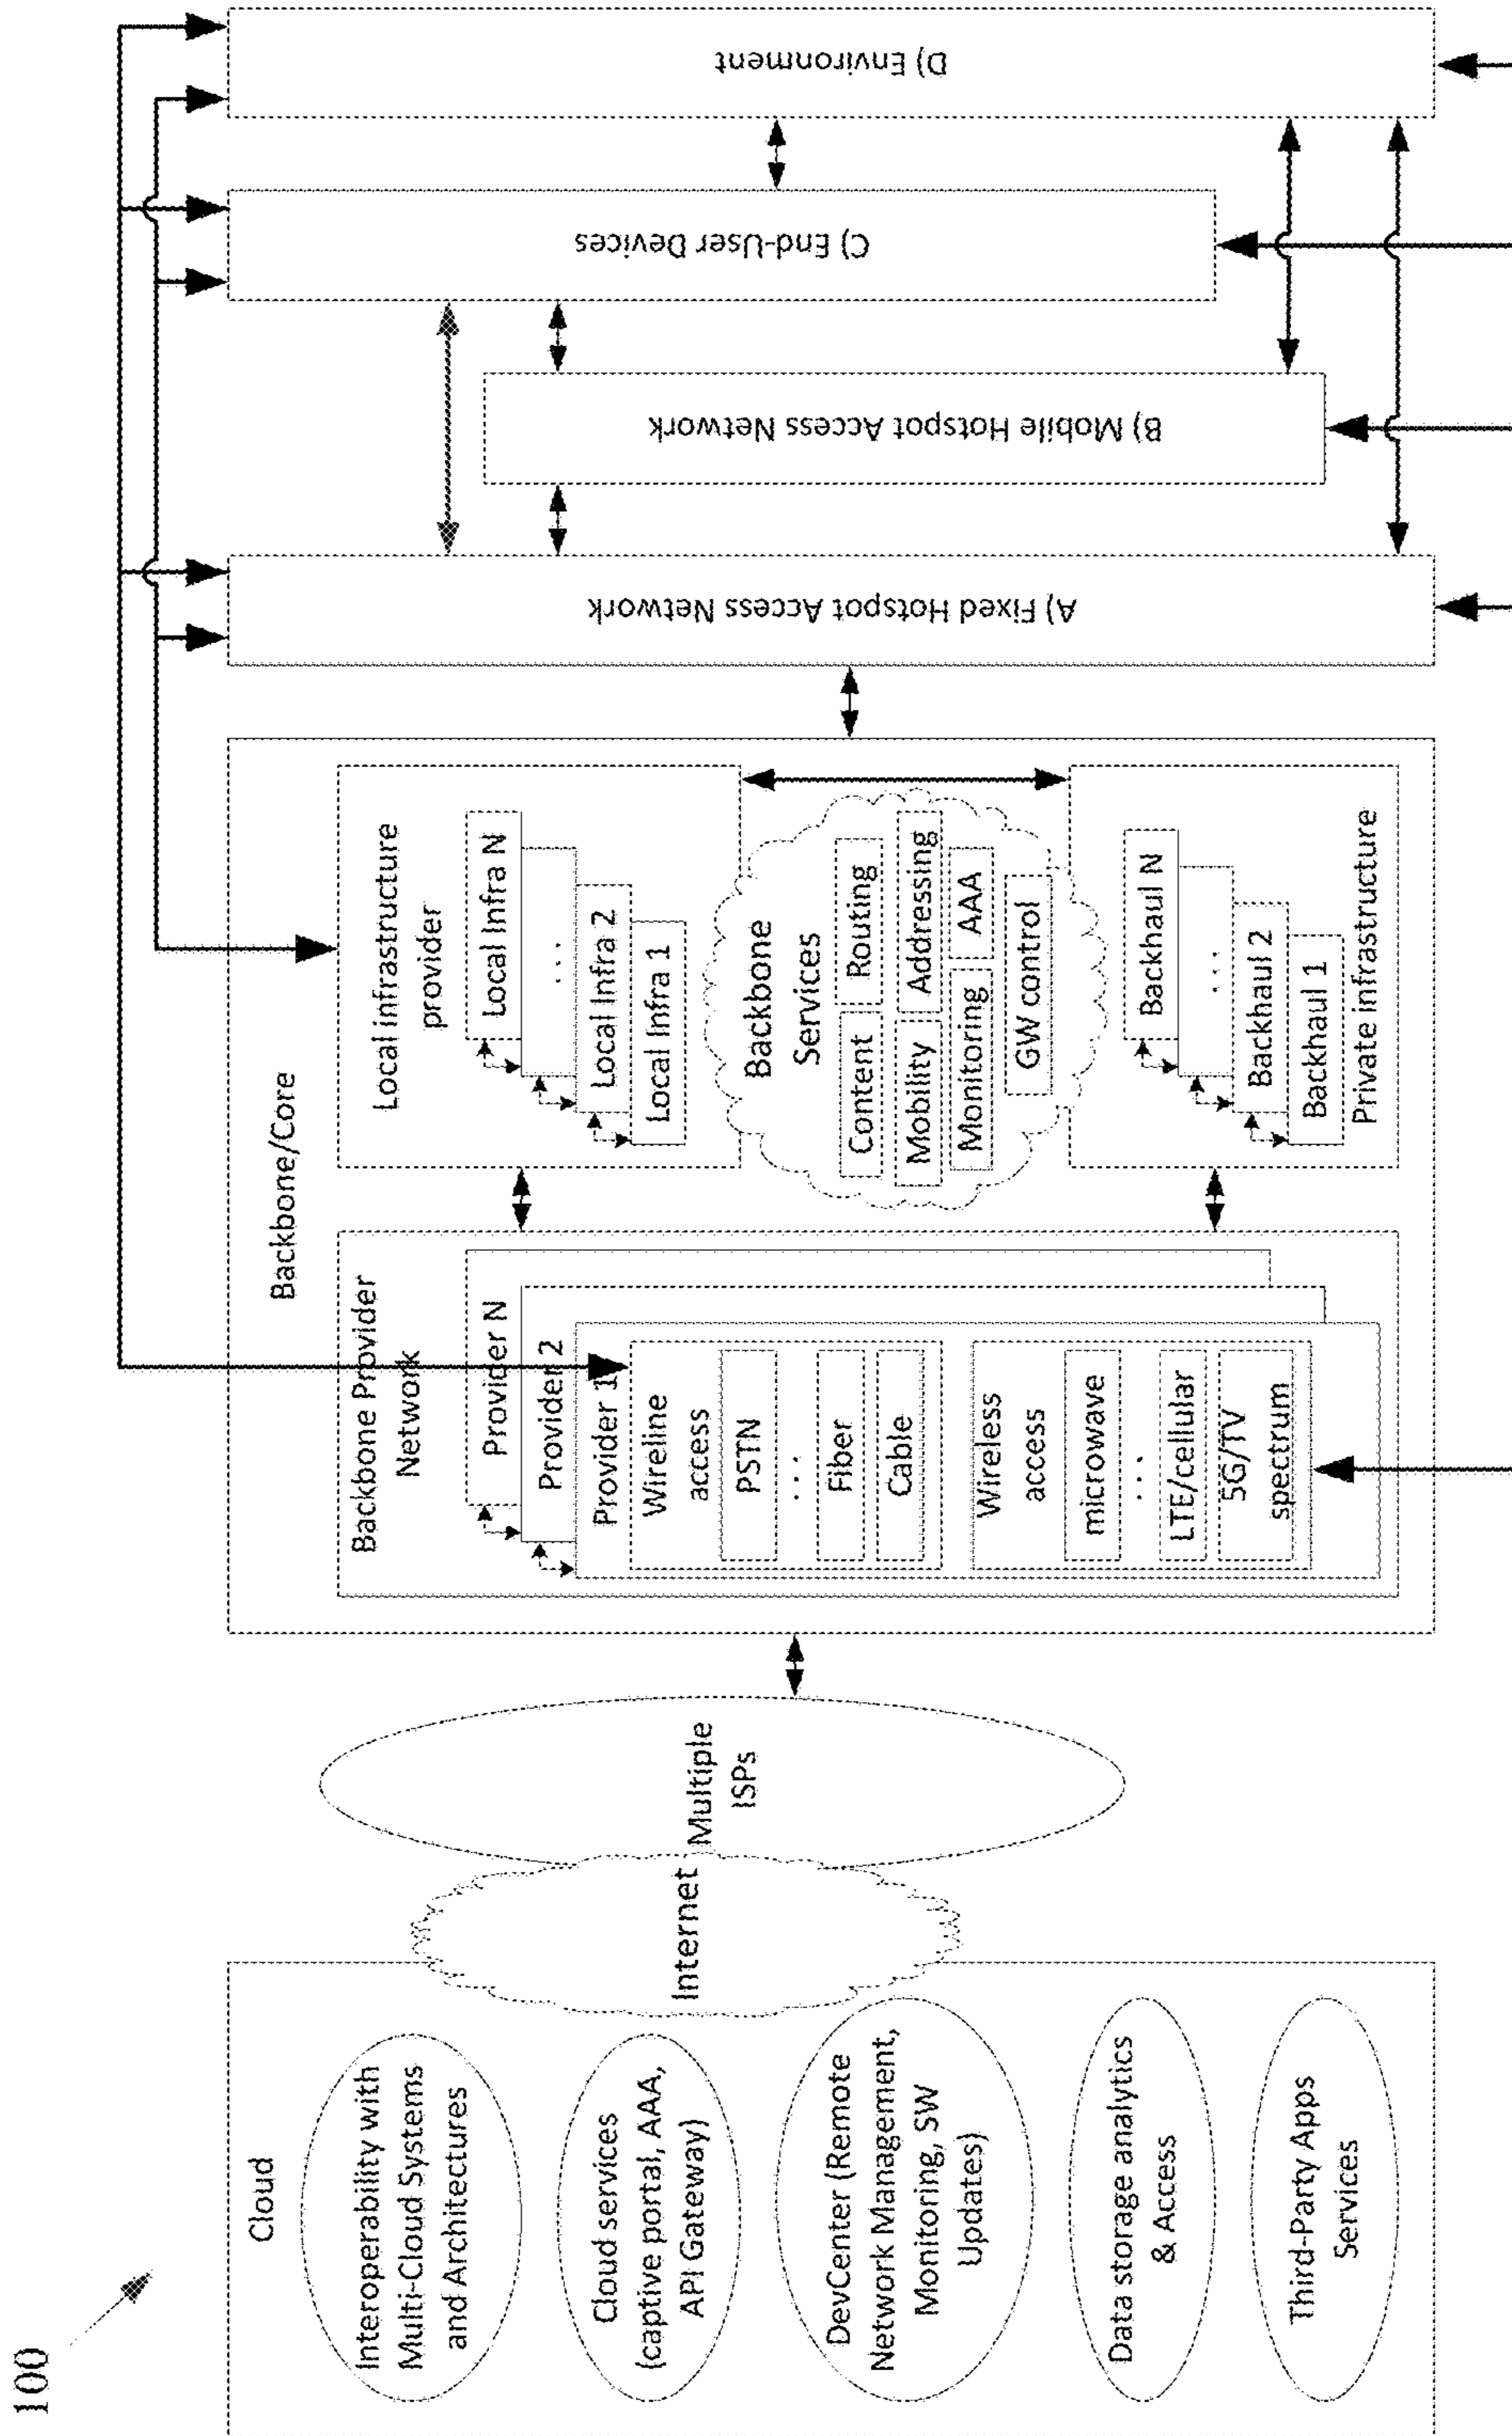 100
Cloud
Interoperability with
Multi-Cloud Systems
and Architectures
Cloud services
(captive portal, AAA,
API Gateway)
DevCenter (Remote
Network Management,
Monitoring, SW
Updates)
Data storage analytics
& Access
Third-Party Apps
Services
Internet
Multiple
ISPs
Backbone/Core
Backbone Provider
Network
Provider N
Provider 2
Provider 1
Wireline
access
PSTN
...
Fiber
Cable
Wireless
access
microwave
...
LTE/cellular
5G/TV
spectrum
Local infrastructure
provider
Local Infra N
...
Local Infra 2
Local Infra 1
Backbone
Services
Content
Routing
Mobility
Addressing
Monitoring
AAA
GW control
Backhaul N
...
Backhaul 2
Backhaul 1
Private infrastructure
A) Fixed Hotspot Access Network
B) Mobile Hotspot Access Network
C) End-User Devices
D) Environment